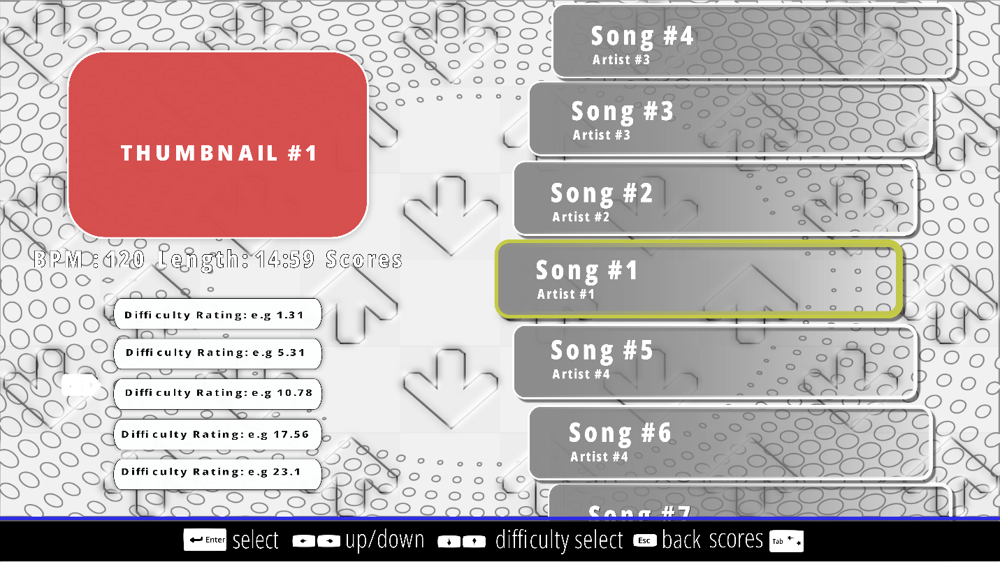 THUMBNAIL #1
BPM : 120 Length: 14:59 Scores
Difficulty Rating: e.g 1.31
Difficulty Rating: e.g 5.31
Difficulty Rating: e.g 10.78
Difficulty Rating: e.g 17.56
Difficulty Rating: e.g 23.1
Song #4
Artist #3
Song #3
Artist #3
Song #2
Artist #2
Song #1
Artist #1
Song #5
Artist #4
Song #6
Artist #4
Song #7
Enter select up/down difficulty select Esc back scores Tab